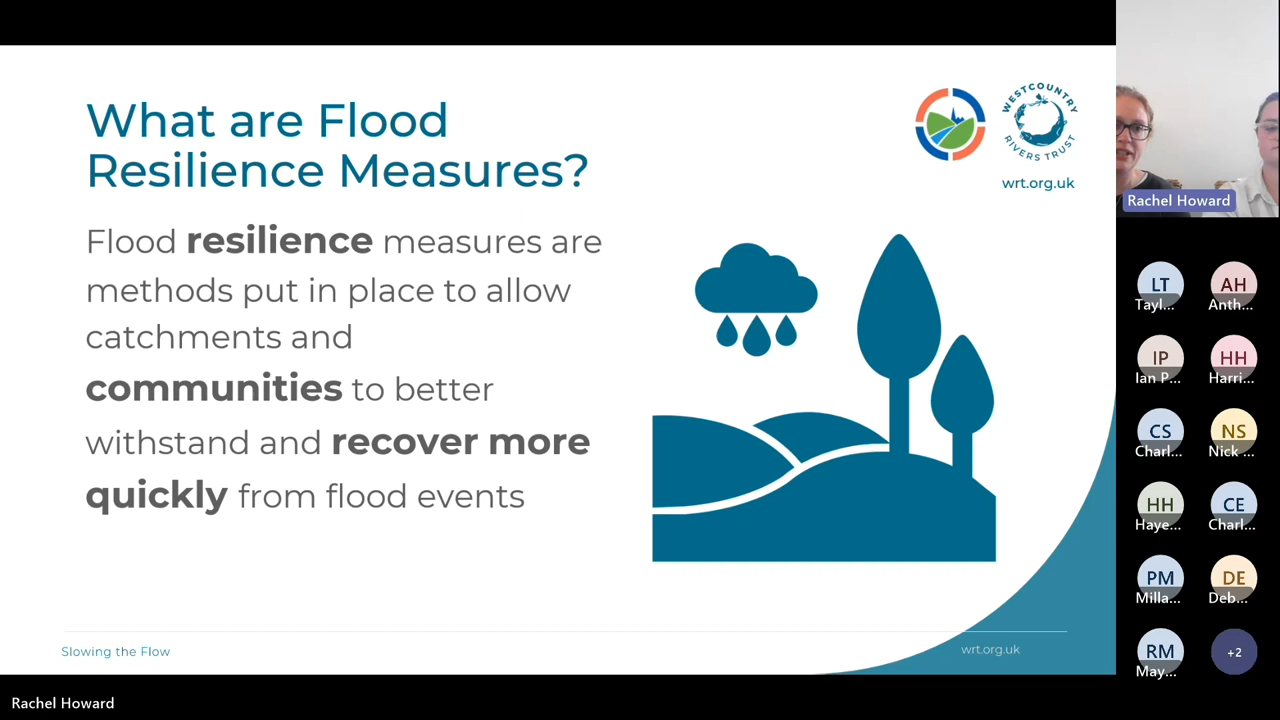 What are Flood
Resilience Measures?
WESTCOUNTRY
RIVERS TRUST
wrt.org.uk
Flood resilience measures are
methods put in place to allow
catchments and
communities to better
withstand and recover more
quickly from flood events
Slowing the Flow
wrt.org.uk
Rachel Howard
Rachel Howard
LT
Tayl...
AH
Anth...
IP
Ian P...
HH
Harri...
CS
Charl...
NS
Nick ...
HH
Haye...
CE
Charl...
PM
Milla...
DE
Deb...
RM
May...
+2